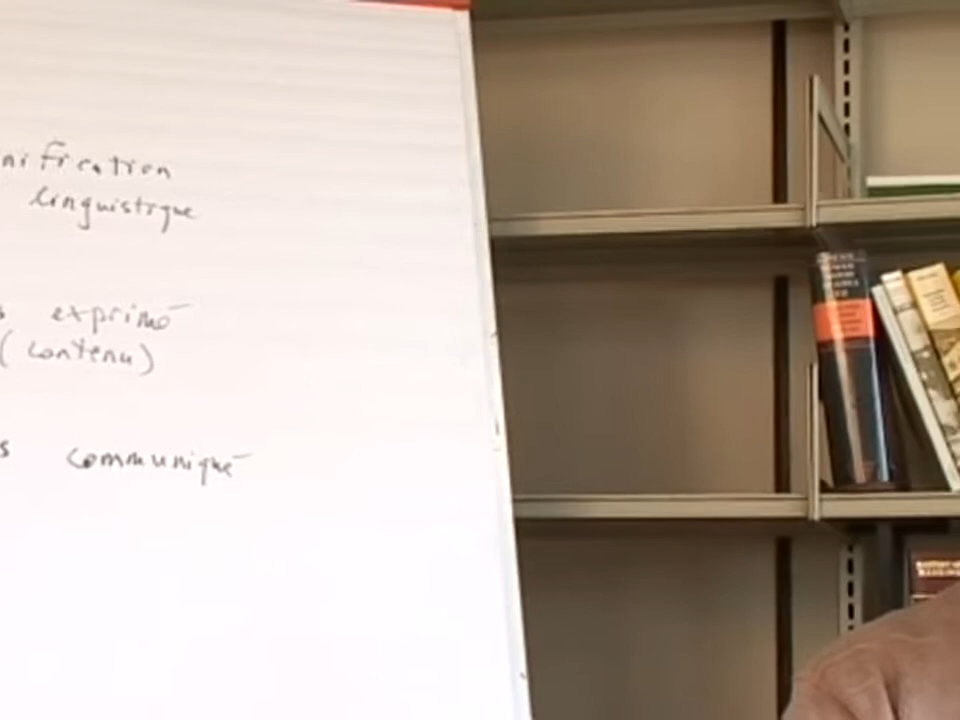 nification
linguistique
s exprimé
(contenu)
s communiqué